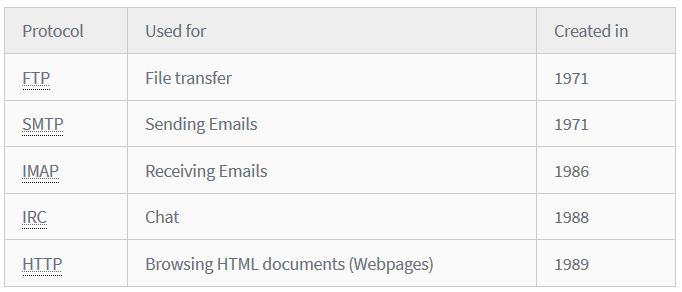 Protocol Used for Created in
FTP File transfer 1971
SMTP Sending Emails 1971
IMAP Receiving Emails 1986
IRC Chat 1988
HTTP Browsing HTML documents (Webpages) 1989